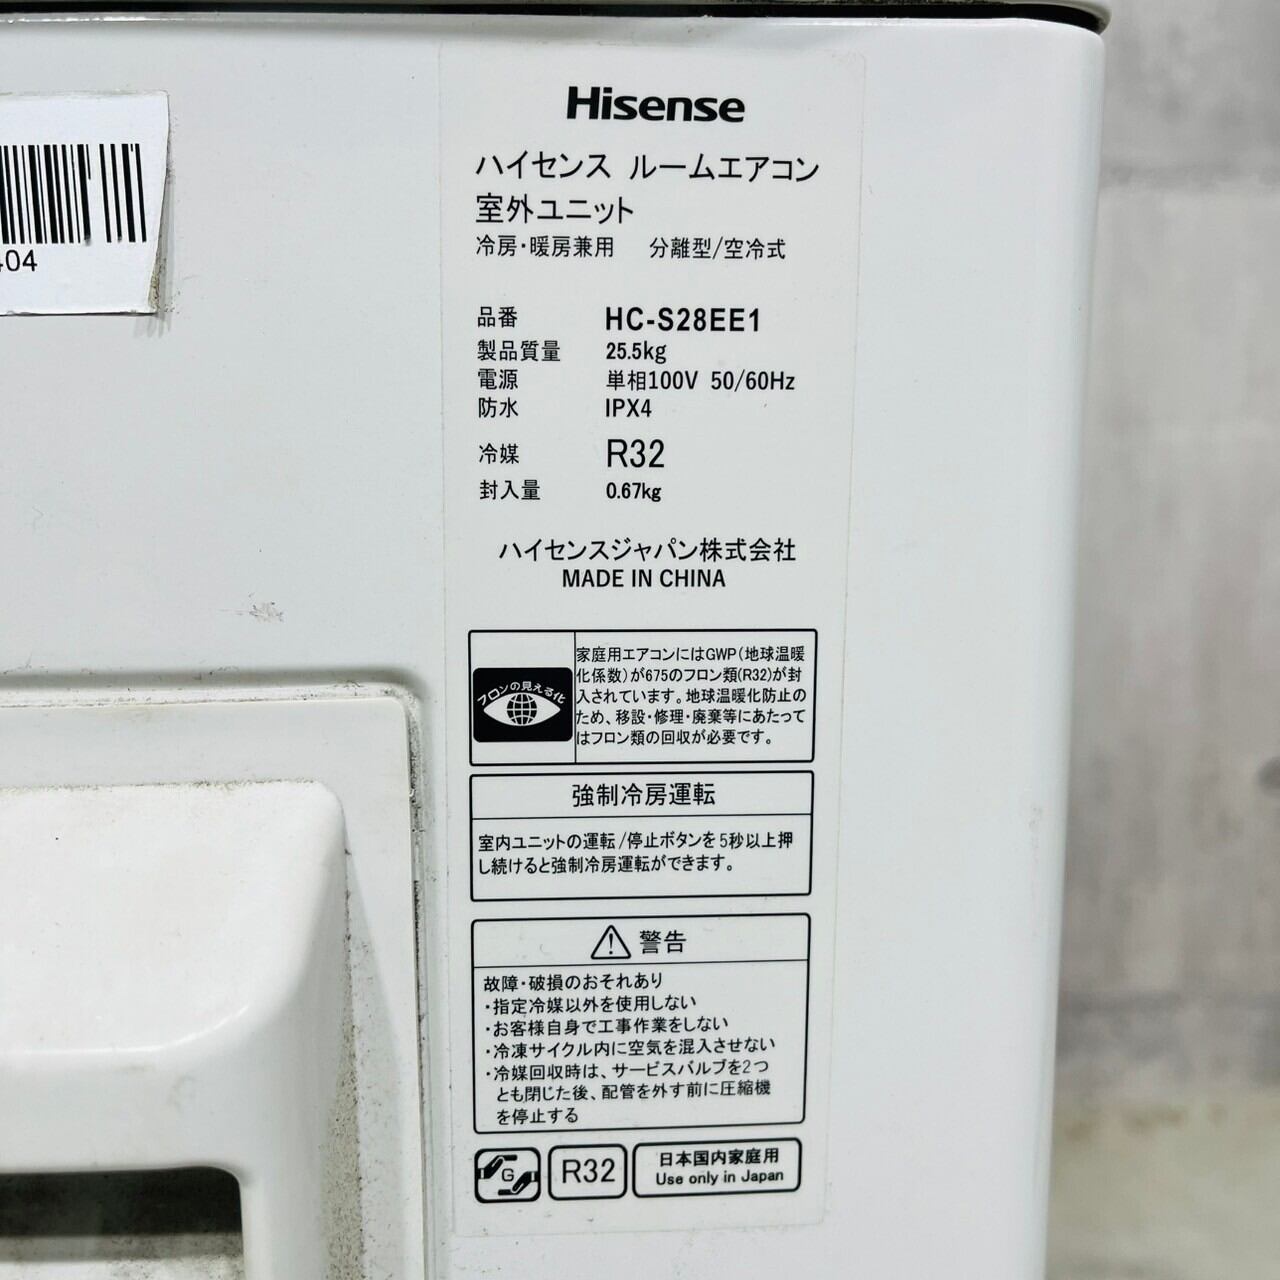 404
Hisense
ハイセンス ルームエアコン
室外ユニット
冷房・暖房兼用 分離型/空冷式
品番 HC-S28EE1
製品質量 25.5kg
電源 単相100V 50/60Hz
防水 IPX4
冷媒 R32
封入量 0.67kg
ハイセンスジャパン株式会社
MADE IN CHINA
フロンの見える化
家庭用エアコンにはGWP(地球温暖
化係数)が675のフロン類(R32)が封
入されています。地球温暖化防止の
ため、移設・修理・廃棄等にあたって
はフロン類の回収が必要です。
強制冷房運転
室内ユニットの運転/停止ボタンを5秒以上押
し続けると強制冷房運転ができます。
警告
故障・破損のおそれあり
・指定冷媒以外を使用しない
・お客様自身で工事作業をしない
・冷凍サイクル内に空気を混入させない
・冷媒回収時は、サービスバルブを2つ
とも閉じた後、配管を外す前に圧縮機
を停止する
G
R32
日本国内家庭用
Use only in Japan